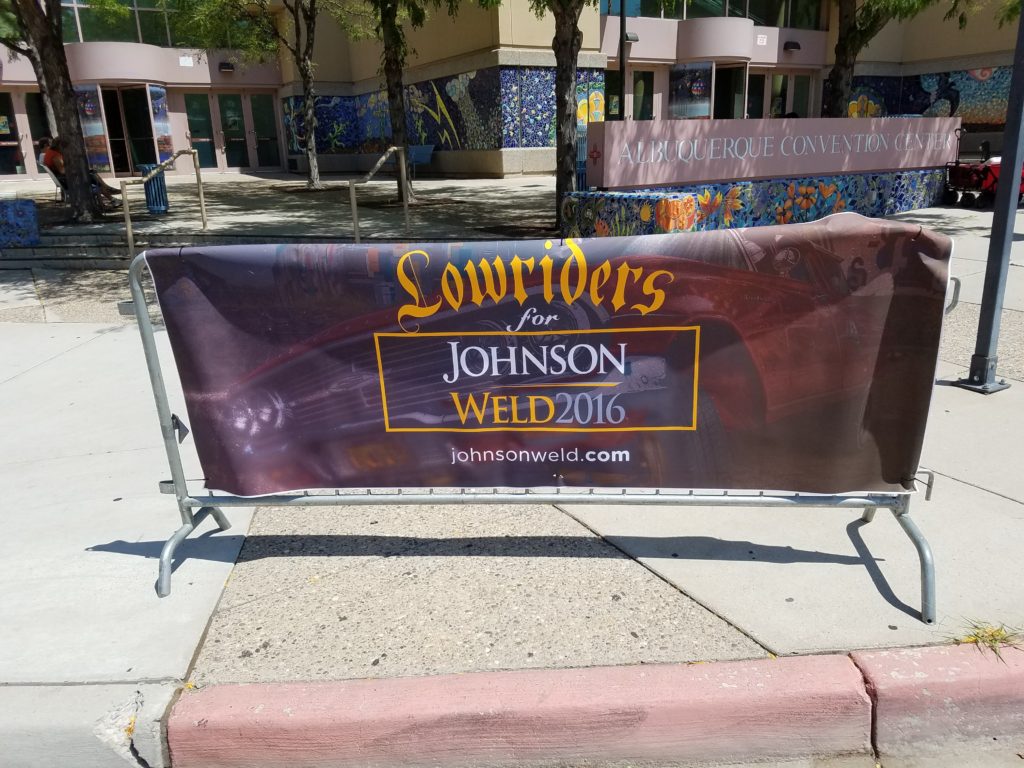 ALBUQUERQUE CONVENTION CENTER
Lowriders
for
JOHNSON
WELD2016
johnsonweld.com